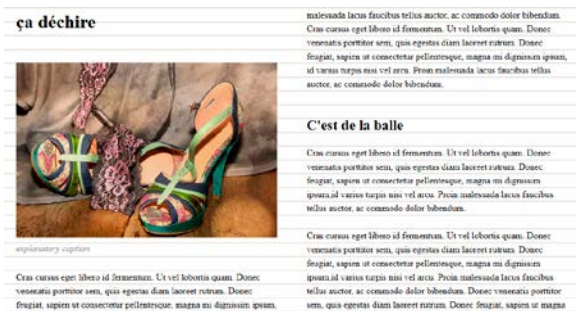 ça déchire
explanatory caption
Cras cursus eget libero id fermentum. Ut vel lobortis quam. Donec
venenatis porttitor sem, quis egestas diam laoreet rutrum. Donec
feugiat, sapien ut consectetur pellentesque, magna mi dignissim ipsum,
malesuada lacus faucibus tellus auctor, ac commodo dolor bibendum.
Cras cursus eget libero id fermentum. Ut vel lobortis quam. Donec
venenatis porttitor sem, quis egestas diam laoreet rutrum. Donec
feugiat, sapien ut consectetur pellentesque, magna mi dignissim ipsum,
id varius turpis nisi vel arcu. Proin malesuada lacus faucibus tellus
auctor, ac commodo dolor bibendum.
C'est de la balle
Cras cursus eget libero id fermentum. Ut vel lobortis quam. Donec
venenatis porttitor sem, quis egestas diam laoreet rutrum. Donec
feugiat, sapien ut consectetur pellentesque, magna mi dignissim
ipsum,id varius turpis nisi vel arcu. Proin malesuada lacus faucibus
tellus auctor, ac commodo dolor bibendum.
Cras cursus eget libero id fermentum. Ut vel lobortis quam. Donec
venenatis porttitor sem, quis egestas diam laoreet rutrum. Donec
feugiat, sapien ut consectetur pellentesque, magna mi dignissim
ipsum,id varius turpis nisi vel arcu. Proin malesuada lacus faucibus
tellus auctor, ac commodo dolor bibendum. Donec venenatis porttitor
sem, quis egestas diam laoreet rutrum. Donec feugiat, sapien ut magna